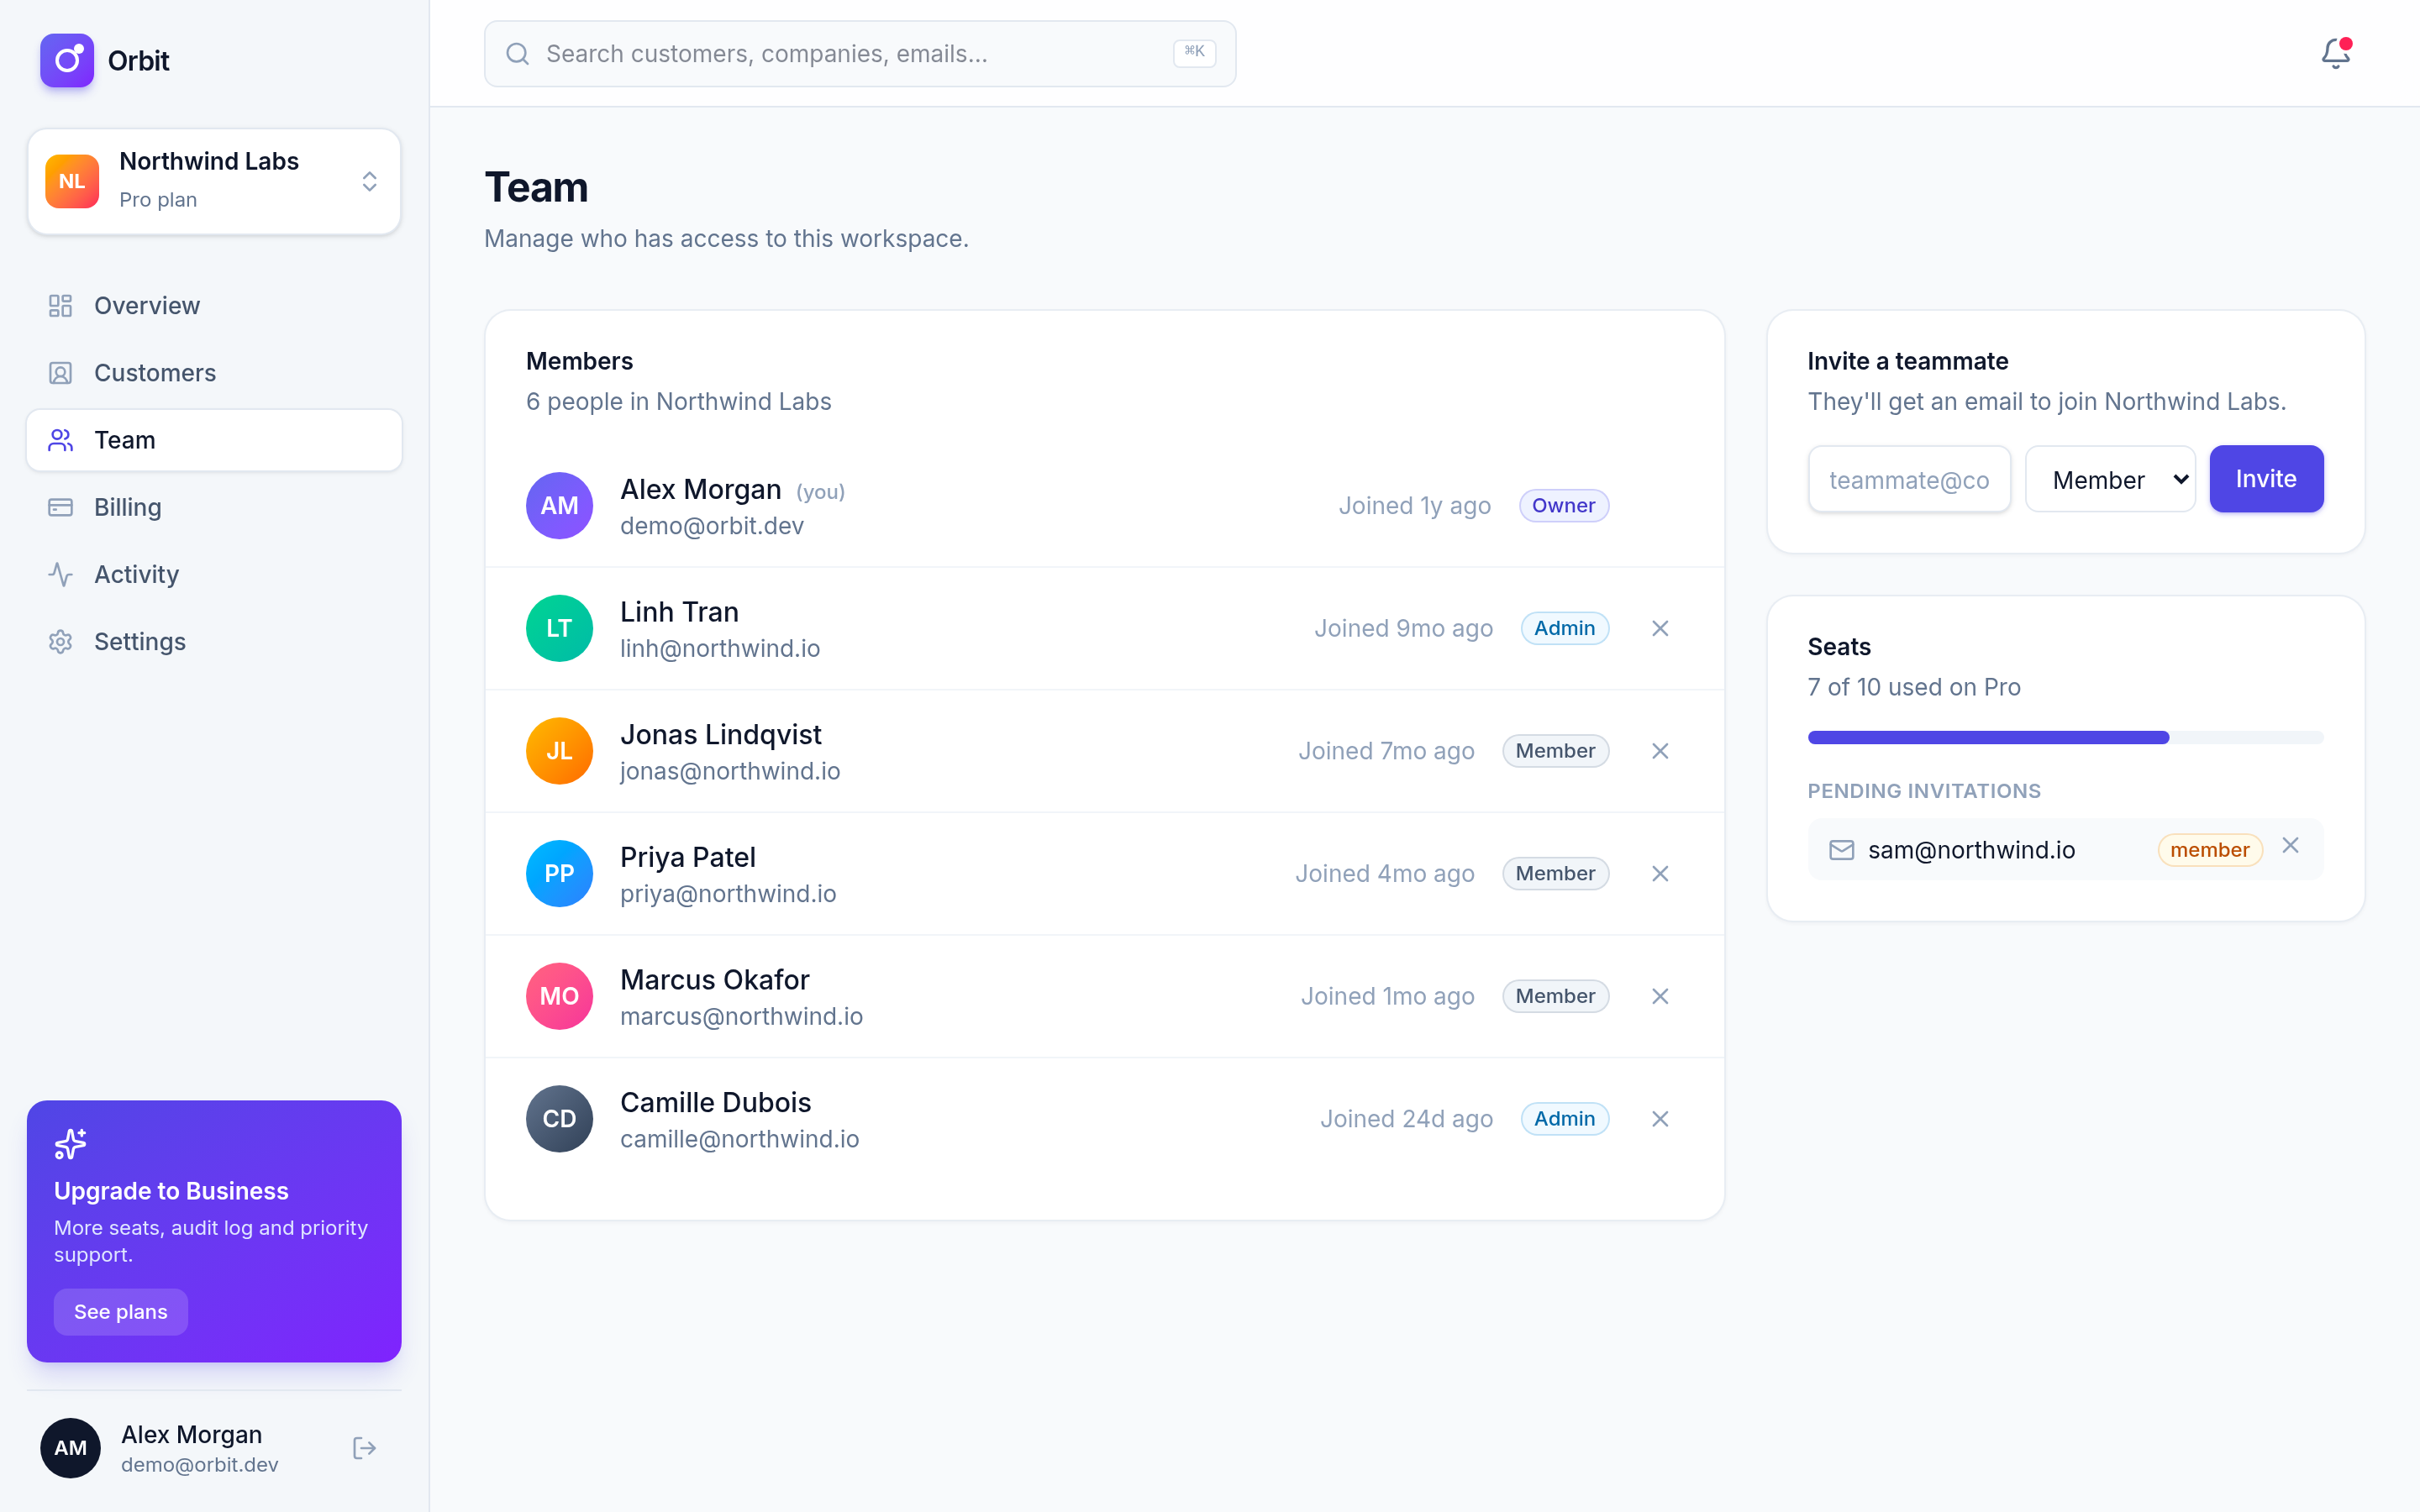 Orbit
NL
Northwind Labs
Pro plan
Overview
Customers
Team
Billing
Activity
Settings
Upgrade to Business
More seats, audit log and priority
support.
See plans
AM
Alex Morgan
demo@orbit.dev
Search customers, companies, emails...
⌘K
Team
Manage who has access to this workspace.
Members
6 people in Northwind Labs
AM
Alex Morgan (you)
demo@orbit.dev
Joined 1y ago
Owner
LT
Linh Tran
linh@northwind.io
Joined 9mo ago
Admin
JL
Jonas Lindqvist
jonas@northwind.io
Joined 7mo ago
Member
PP
Priya Patel
priya@northwind.io
Joined 4mo ago
Member
MO
Marcus Okafor
marcus@northwind.io
Joined 1mo ago
Member
CD
Camille Dubois
camille@northwind.io
Joined 24d ago
Admin
Invite a teammate
They'll get an email to join Northwind Labs.
teammate@co
Member
Invite
Seats
7 of 10 used on Pro
PENDING INVITATIONS
sam@northwind.io
member